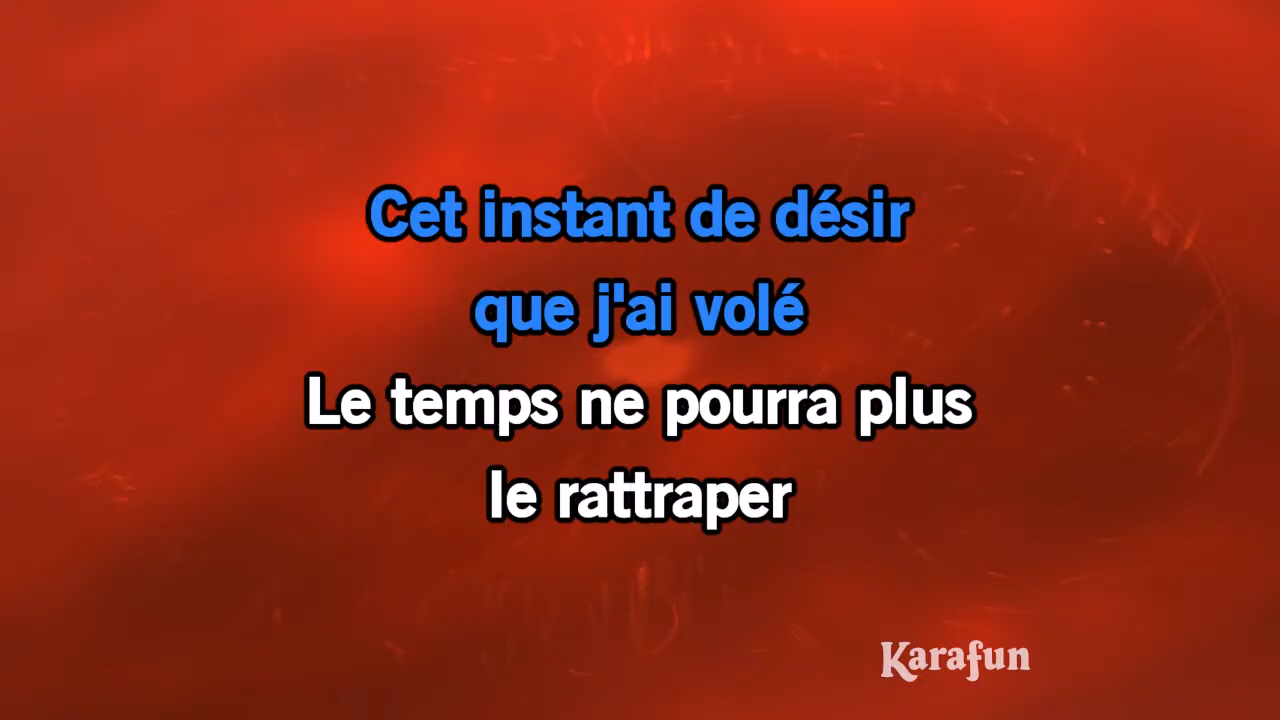 Cet instant de désir
que j'ai volé
Le temps ne pourra plus
le rattraper
Karafun